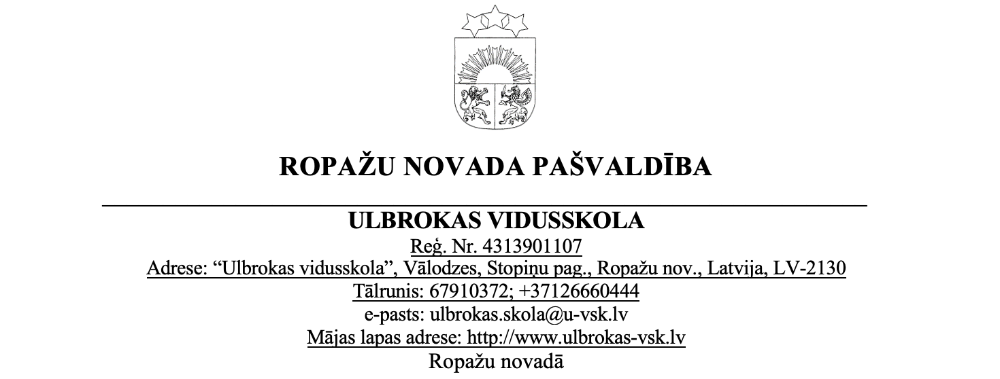 ROPAŽU NOVADA PAŠVALDĪBA
ULBROKAS VIDUSSKOLA
Reģ. Nr. 4313901107
Adrese: “Ulbrokas vidusskola”, Vālodzes, Stopiņu pag., Ropažu nov., Latvija, LV-2130
Tālrunis: 67910372; +37126660444
e-pasts: ulbrokas.skola@u-vsk.lv
Mājas lapas adrese: http://www.ulbrokas-vsk.lv
Ropažu novadā